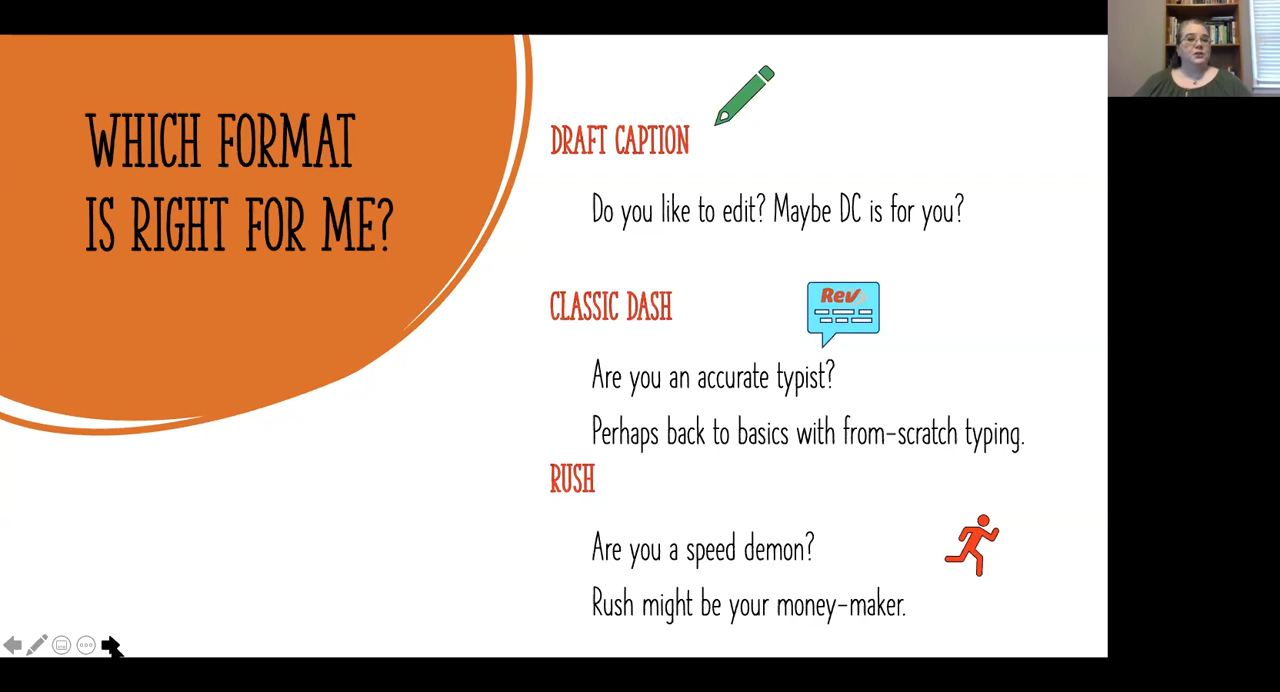 WHICH FORMAT
IS RIGHT FOR ME?
DRAFT CAPTION
Do you like to edit? Maybe DC is for you?
CLASSIC DASH
Rev
Are you an accurate typist?
Perhaps back to basics with from-scratch typing.
RUSH
Are you a speed demon?
Rush might be your money-maker.